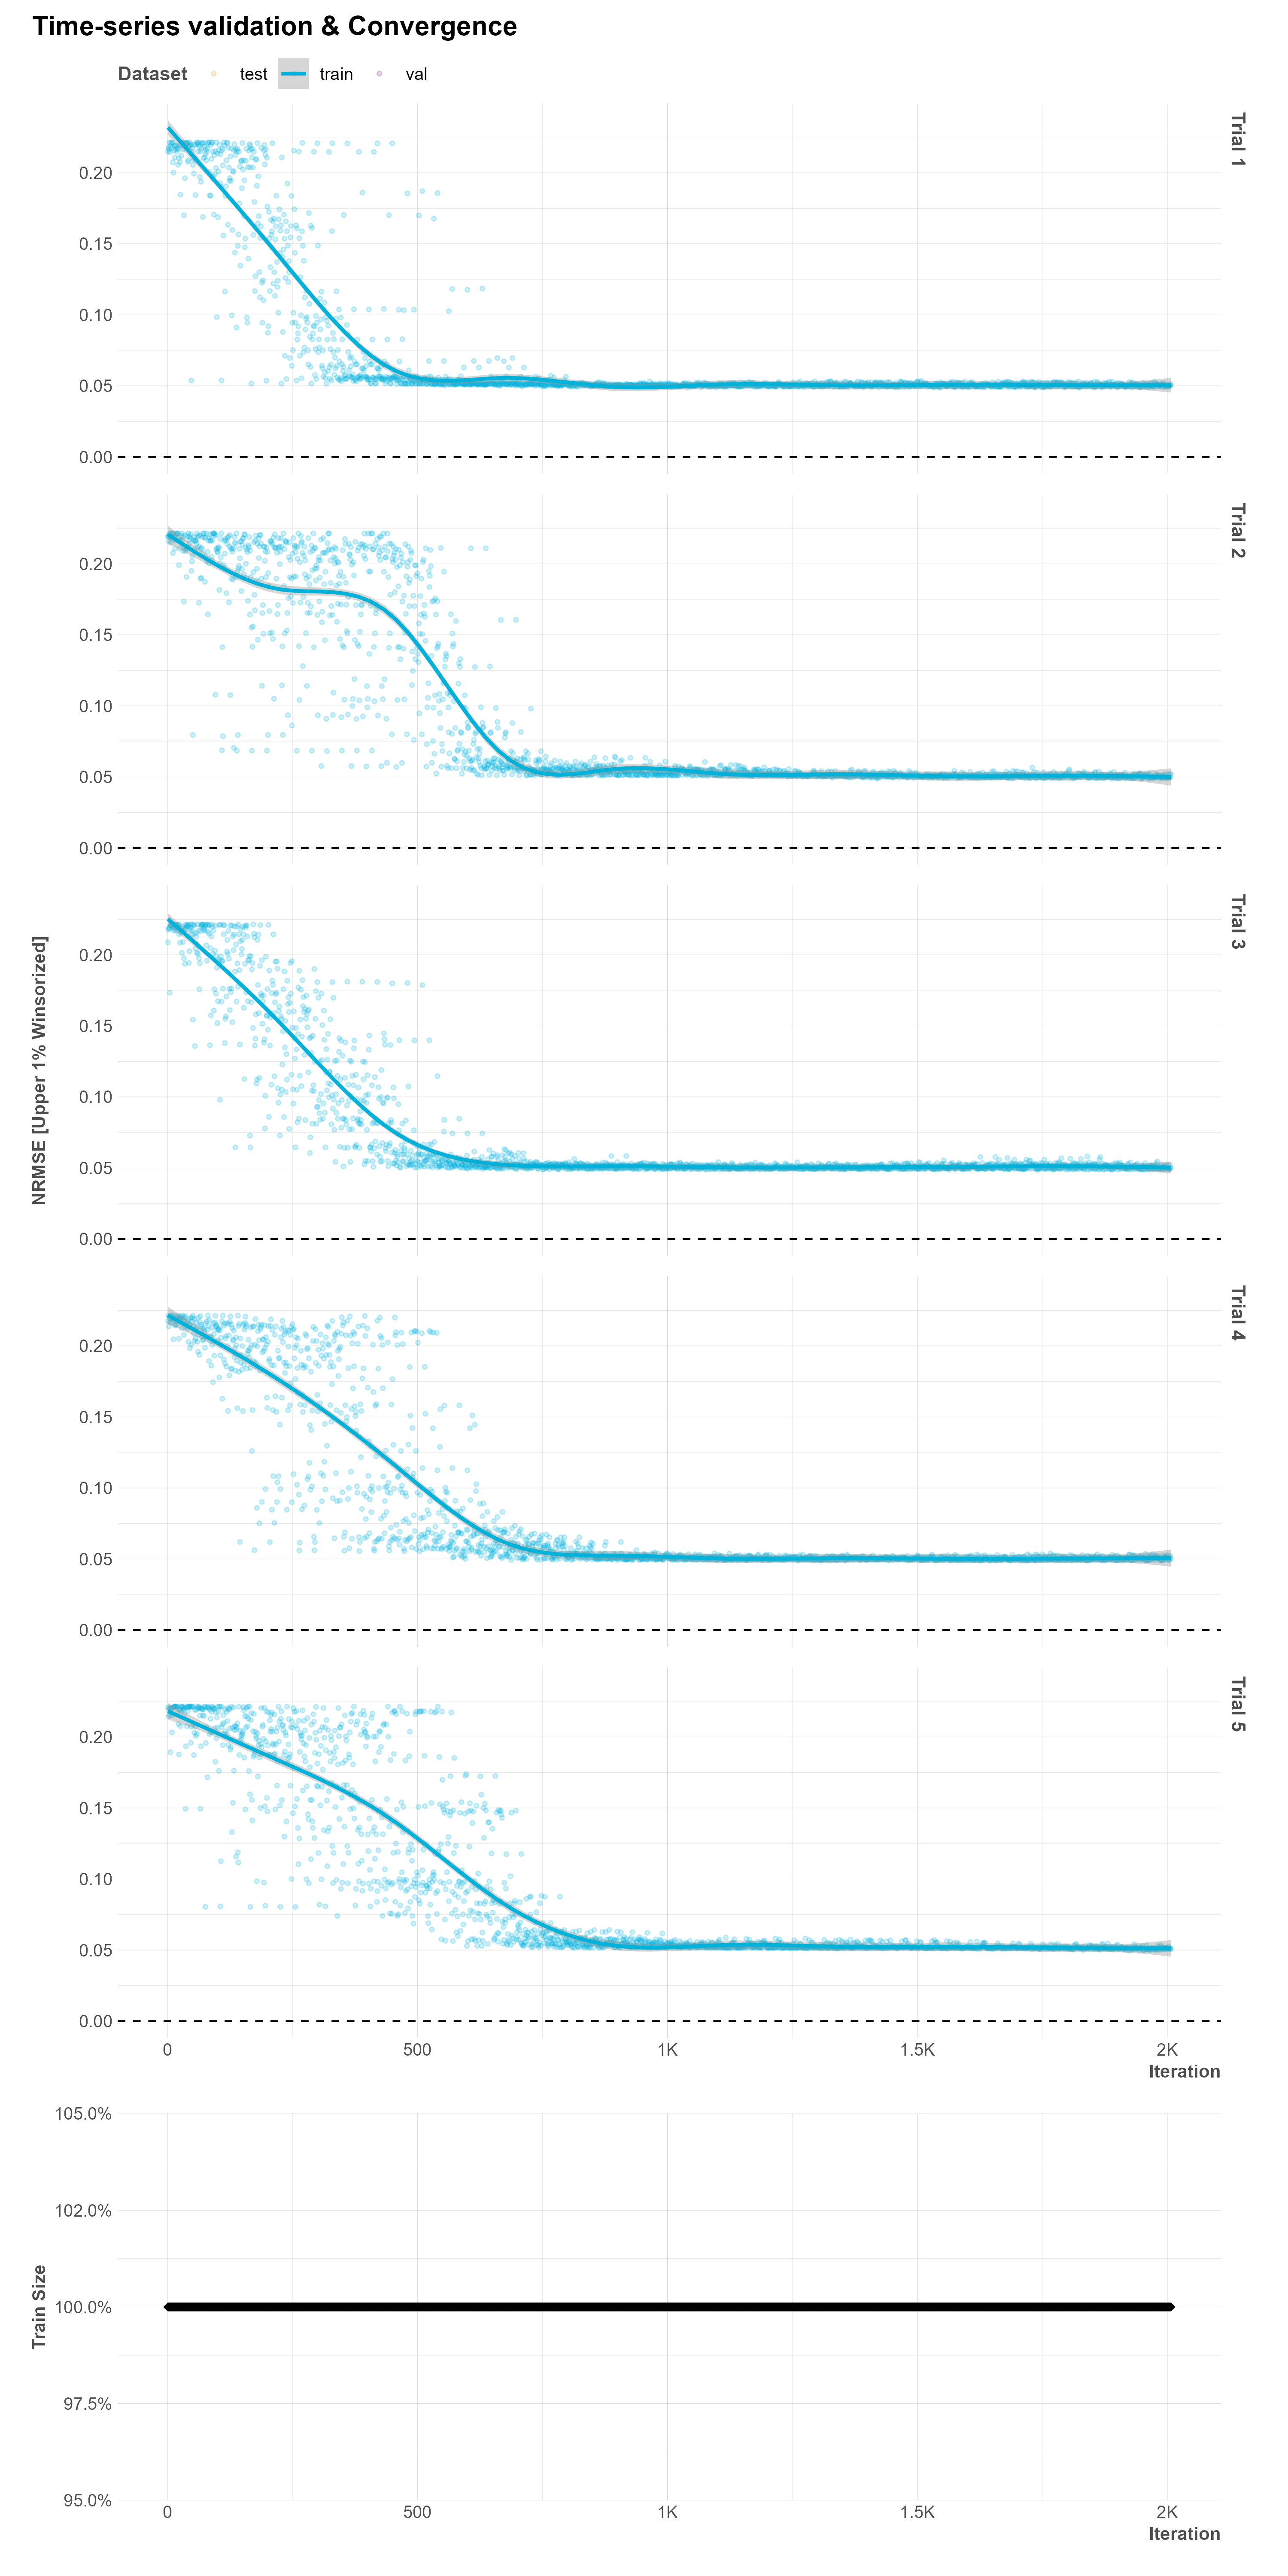 Time-series validation & Convergence
Dataset test train val
Trial 1
0.20
0.15
0.10
0.05
0.00
Trial 2
0.20
0.15
0.10
0.05
0.00
NRMSE [Upper 1% Winsorized]
Trial 3
0.20
0.15
0.10
0.05
0.00
Trial 4
0.20
0.15
0.10
0.05
0.00
Trial 5
0.20
0.15
0.10
0.05
0.00
0 500 1K 1.5K 2K
Iteration
Train Size
105.0%
102.0%
100.0%
97.5%
95.0%
0 500 1K 1.5K 2K
Iteration